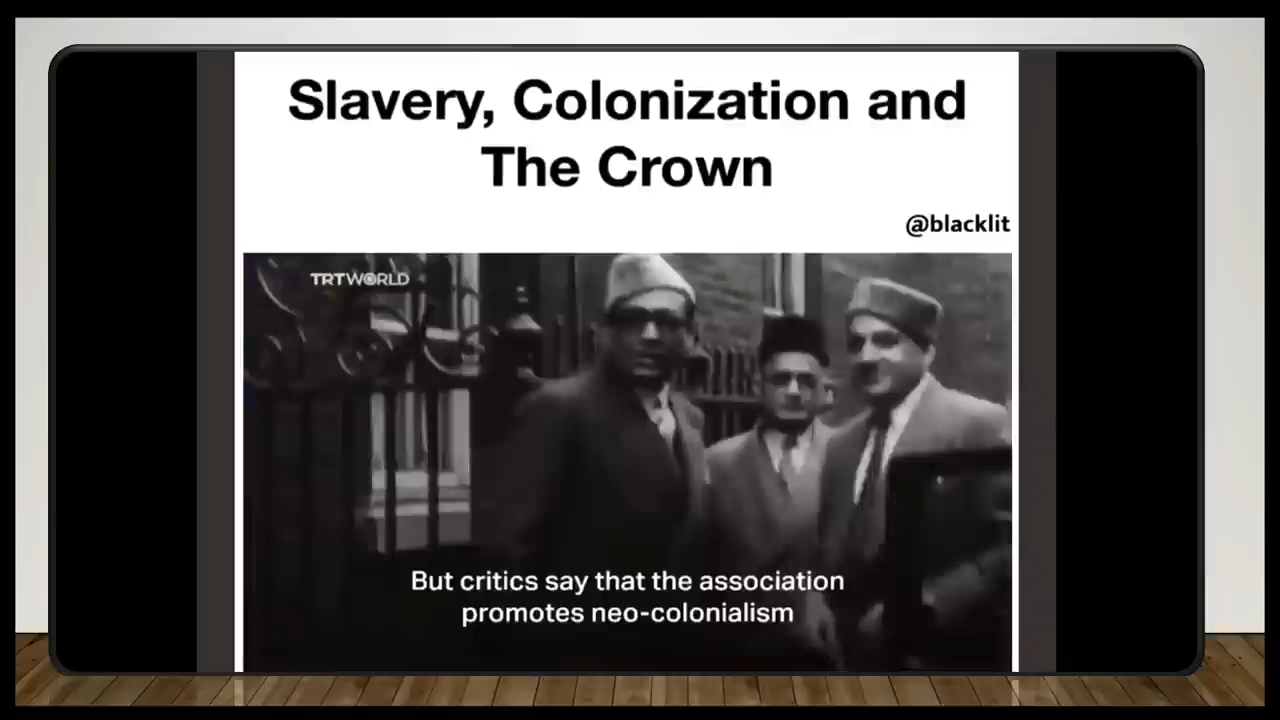 Slavery, Colonization and
The Crown
@blacklit
TRTWORLD
But critics say that the association
promotes neo-colonialism